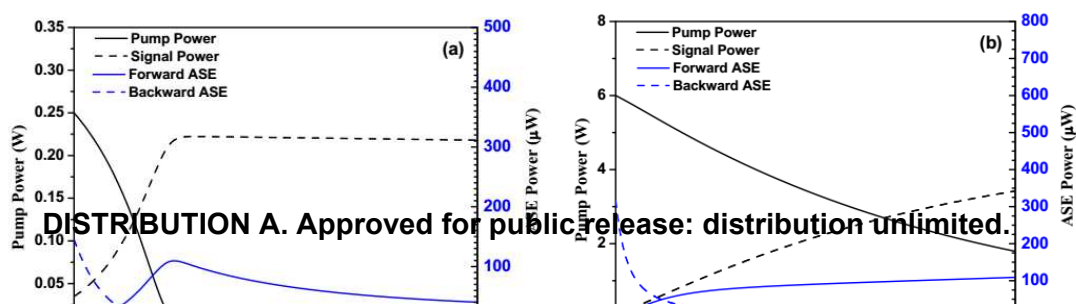 0.35
0.30
0.25
0.20
0.15
0.10
0.05
Pump Power (W)
Pump Power
Signal Power
Forward ASE
Backward ASE
(a)
500
400
300
200
100
ASE Power (µW)
8
6
4
2
Pump Power (W)
Pump Power
Signal Power
Forward ASE
Backward ASE
(b)
800
700
600
500
400
300
200
100
ASE Power (µW)
DISTRIBUTION A. Approved for public release: distribution unlimited.